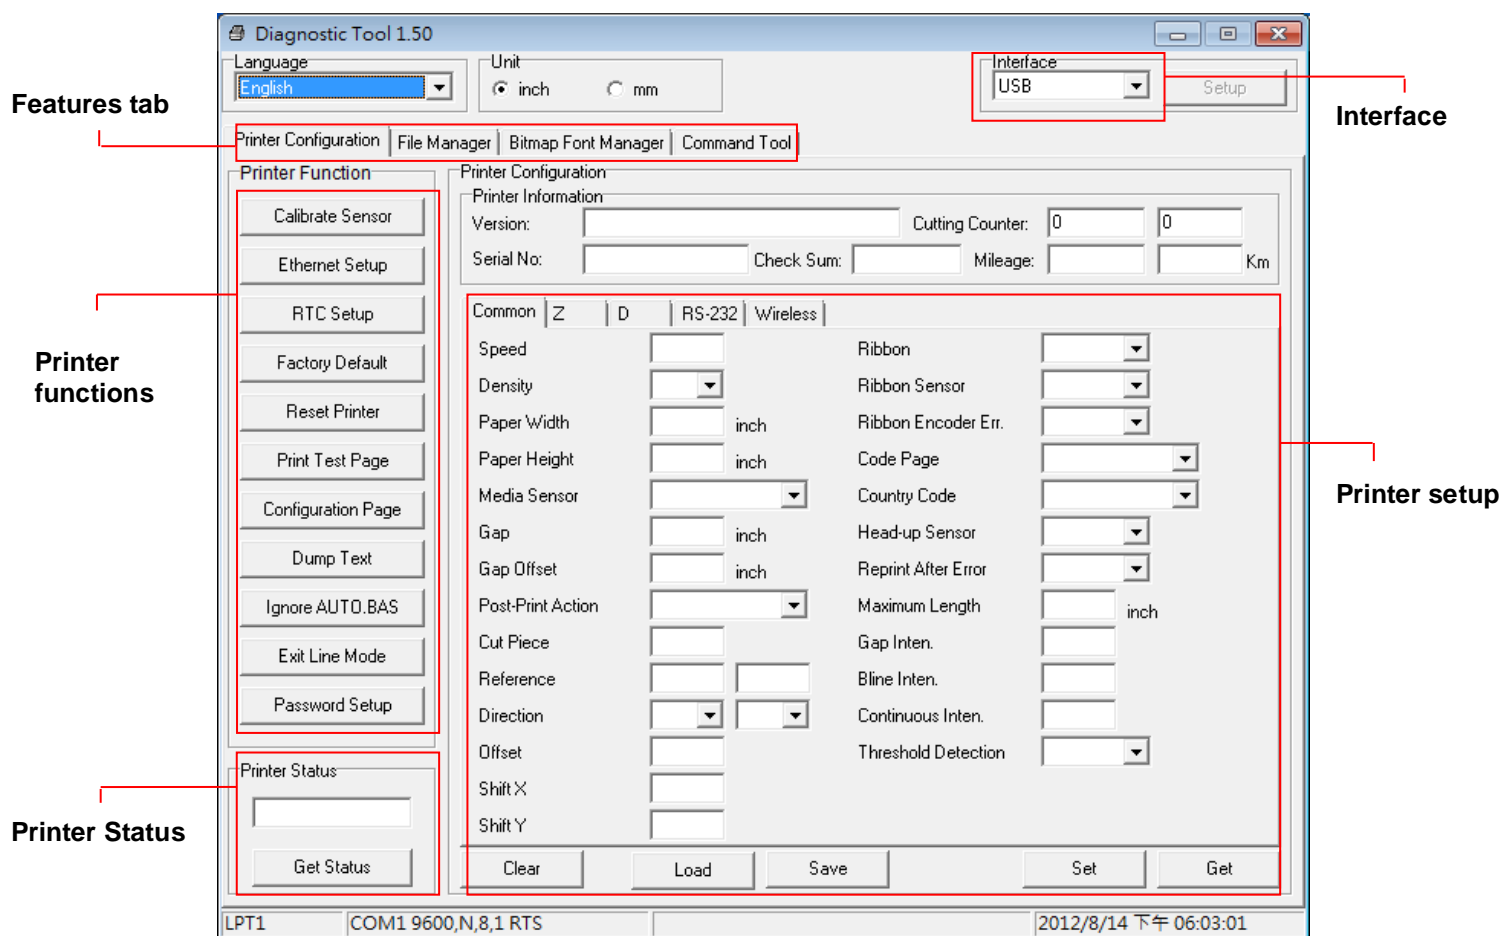 Diagnostic Tool 1.50
Language
Unit
Interface
English
inch
mm
USB
Setup
Features tab
Interface
Printer Configuration
File Manager
Bitmap Font Manager
Command Tool
Printer Function
Calibrate Sensor
Ethernet Setup
RTC Setup
Factory Default
Reset Printer
Print Test Page
Configuration Page
Dump Text
Ignore AUTO.BAS
Exit Line Mode
Password Setup
Printer functions
Printer Configuration
Printer Information
Version:
Cutting Counter:
0
0
Serial No:
Check Sum:
Mileage:
Km
Common
Z
D
RS-232
Wireless
Speed
Density
Paper Width
inch
Paper Height
inch
Media Sensor
Gap
inch
Gap Offset
inch
Post-Print Action
Cut Piece
Reference
Direction
Offset
Shift X
Shift Y
Ribbon
Ribbon Sensor
Ribbon Encoder Err.
Code Page
Country Code
Head-up Sensor
Reprint After Error
Maximum Length
inch
Gap Inten.
Bline Inten.
Continuous Inten.
Threshold Detection
Printer setup
Printer Status
Get Status
Printer Status
Clear
Load
Save
Set
Get
LPT1
COM1 9600,N,8,1 RTS
2012/8/14 下午 06:03:01